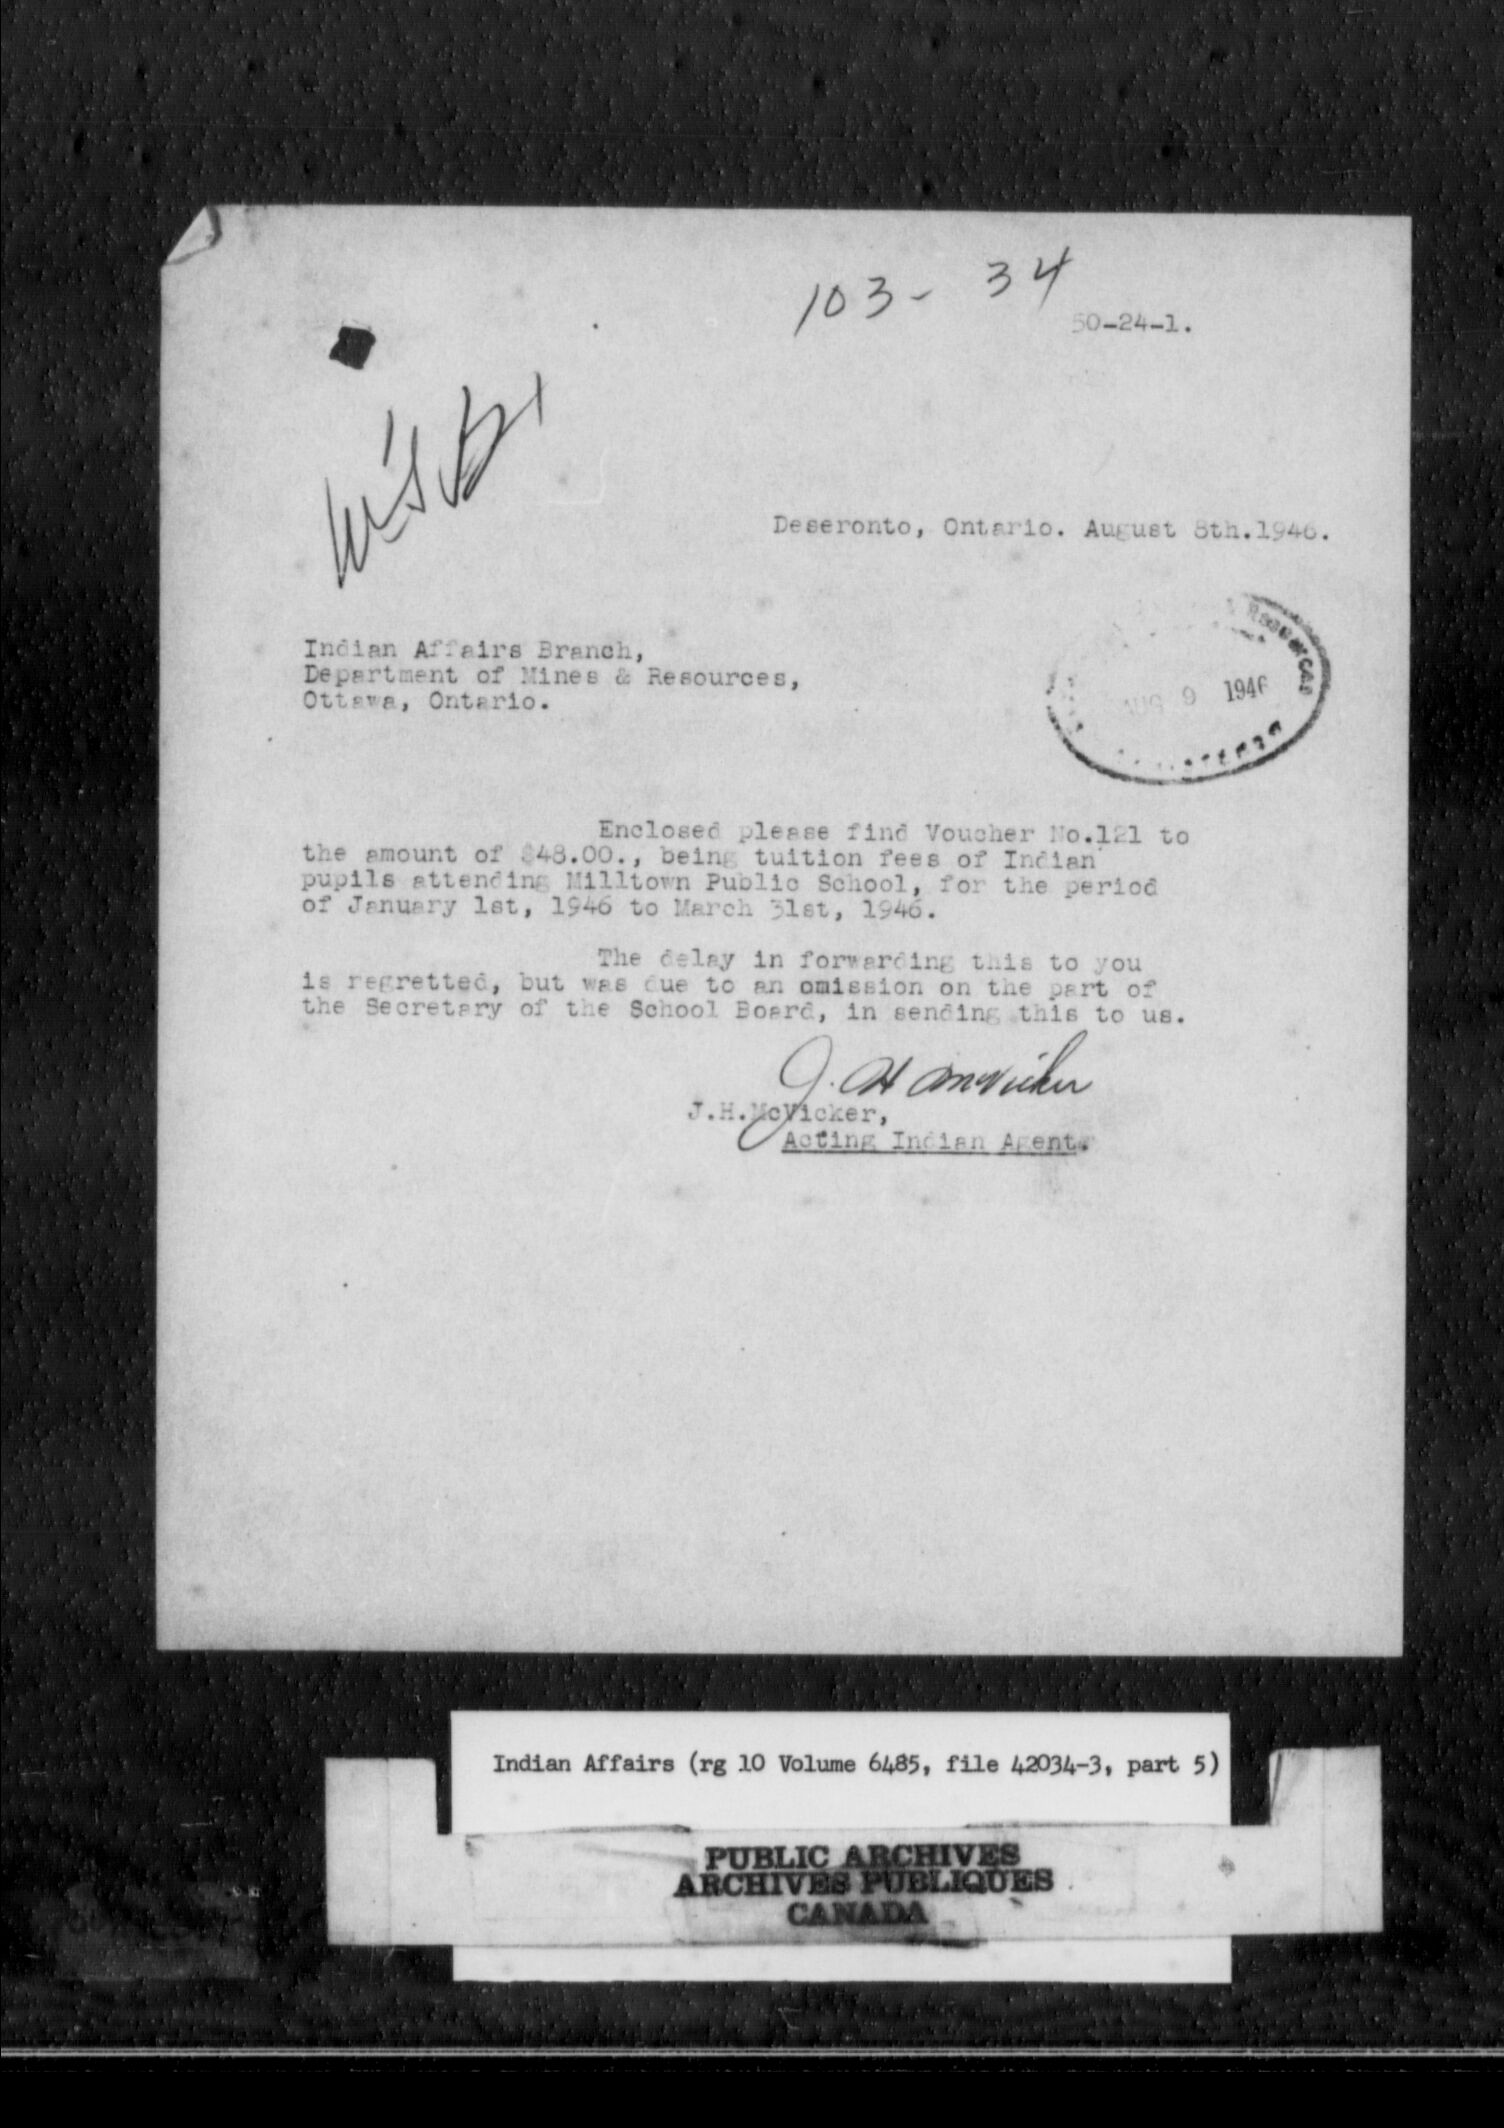 103- 34
50-24-1.
Deseronto, Ontario. August 8th.1946.
Indian Affairs Branch,
Department of Mines & Resources,
Ottawa, Ontario.
Resources
AUG 9 1946
Enclosed please find Voucher No.121 to
the amount of $48.00., being tuition fees of Indian
pupils attending Milltown Public School, for the period
of January 1st, 1946 to March 31st, 1946.
The delay in forwarding this to you
is regretted, but was due to an omission on the part of
the Secretary of the School Board, in sending this to us.
J. H McVicker
J.H.McVicker,
Acting Indian Agent.
Indian Affairs (rg 10 Volume 6485, file 42034-3, part 5)
PUBLIC ARCHIVES
ARCHIVES PUBLIQUES
CANADA